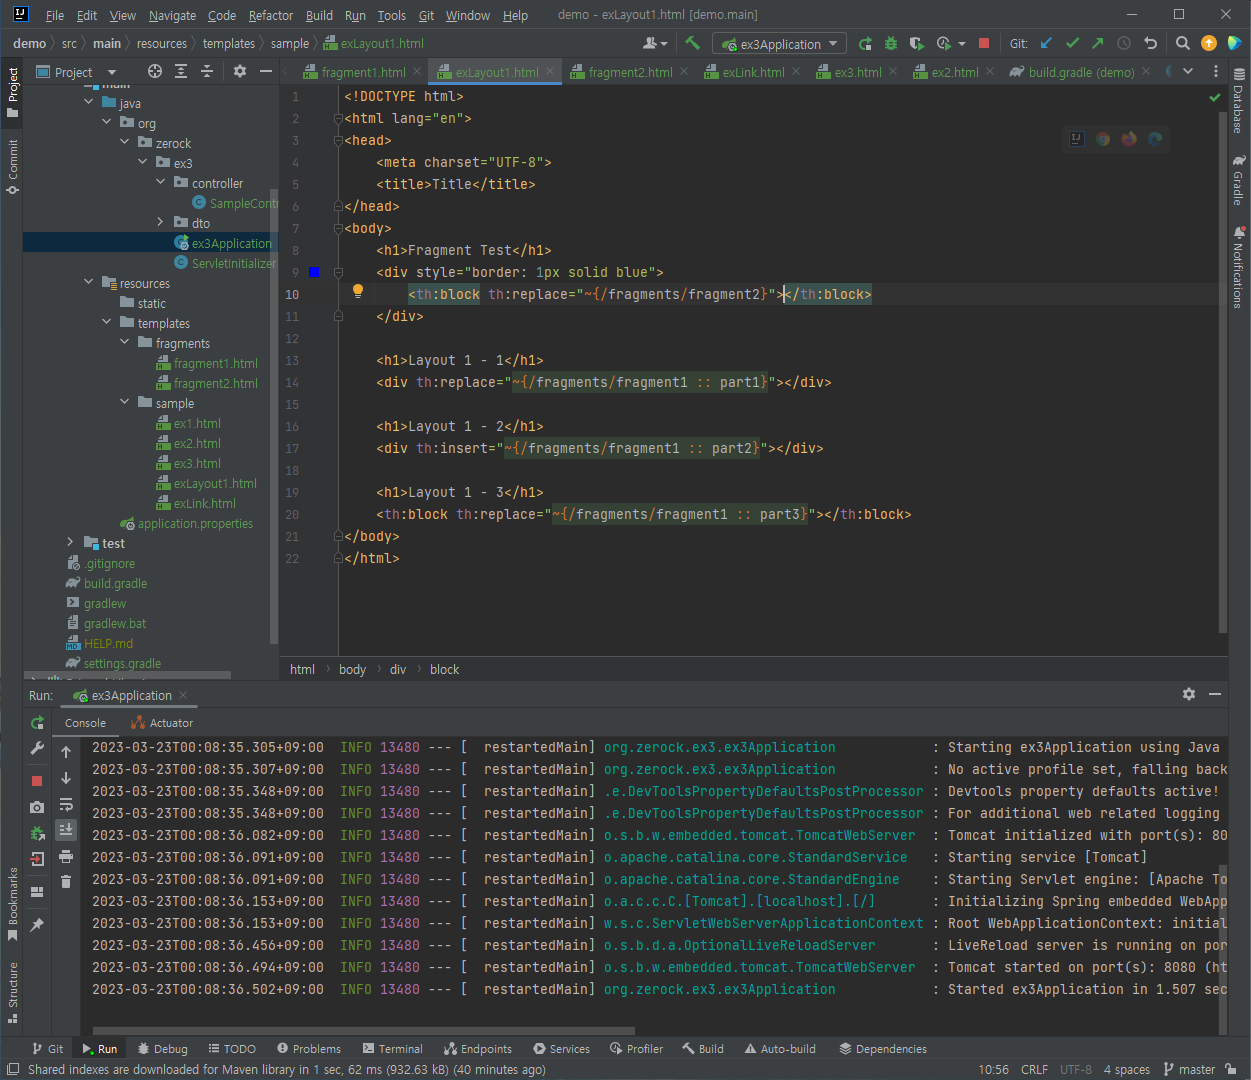 File Edit View Navigate Code Refactor Build Run Tools Git Window Help demo - exLayout1.html [demo.main]
demo src main resources templates sample exLayout1.html ex3Application Git:
Project fragment1.html exLayout1.html fragment2.html exLink.html ex3.html ex2.html build.gradle (demo)
Project
Commit
Bookmarks
Structure
Database
Gradle
Notifications
main
java
org
zerock
ex3
controller
SampleContr
dto
ex3Application
ServletInitializer
resources
static
templates
fragments
fragment1.html
fragment2.html
sample
ex1.html
ex2.html
ex3.html
exLayout1.html
exLink.html
application.properties
test
.gitignore
build.gradle
gradlew
gradlew.bat
HELP.md
settings.gradle
1 <!DOCTYPE html>
2 <html lang="en">
3 <head>
4 <meta charset="UTF-8">
5 <title>Title</title>
6 </head>
7 <body>
8 <h1>Fragment Test</h1>
9 <div style="border: 1px solid blue">
10 <th:block th:replace="~{/fragments/fragment2}"></th:block>
11 </div>
12
13 <h1>Layout 1 - 1</h1>
14 <div th:replace="~{/fragments/fragment1 :: part1}"></div>
15
16 <h1>Layout 1 - 2</h1>
17 <div th:insert="~{/fragments/fragment1 :: part2}"></div>
18
19 <h1>Layout 1 - 3</h1>
20 <th:block th:replace="~{/fragments/fragment1 :: part3}"></th:block>
21 </body>
22 </html>
html body div block
Run: ex3Application
Console Actuator
2023-03-23T00:08:35.305+09:00 INFO 13480 --- [ restartedMain] org.zerock.ex3.ex3Application : Starting ex3Application using Java
2023-03-23T00:08:35.307+09:00 INFO 13480 --- [ restartedMain] org.zerock.ex3.ex3Application : No active profile set, falling back
2023-03-23T00:08:35.348+09:00 INFO 13480 --- [ restartedMain] .e.DevToolsPropertyDefaultsPostProcessor : Devtools property defaults active!
2023-03-23T00:08:35.348+09:00 INFO 13480 --- [ restartedMain] .e.DevToolsPropertyDefaultsPostProcessor : For additional web related logging
2023-03-23T00:08:36.082+09:00 INFO 13480 --- [ restartedMain] o.s.b.w.embedded.tomcat.TomcatWebServer : Tomcat initialized with port(s): 80
2023-03-23T00:08:36.091+09:00 INFO 13480 --- [ restartedMain] o.apache.catalina.core.StandardService : Starting service [Tomcat]
2023-03-23T00:08:36.091+09:00 INFO 13480 --- [ restartedMain] o.apache.catalina.core.StandardEngine : Starting Servlet engine: [Apache To
2023-03-23T00:08:36.153+09:00 INFO 13480 --- [ restartedMain] o.a.c.c.C.[Tomcat].[localhost].[/] : Initializing Spring embedded WebApp
2023-03-23T00:08:36.153+09:00 INFO 13480 --- [ restartedMain] w.s.c.ServletWebServerApplicationContext : Root WebApplicationContext: initial
2023-03-23T00:08:36.456+09:00 INFO 13480 --- [ restartedMain] o.s.b.d.a.OptionalLiveReloadServer : LiveReload server is running on por
2023-03-23T00:08:36.494+09:00 INFO 13480 --- [ restartedMain] o.s.b.w.embedded.tomcat.TomcatWebServer : Tomcat started on port(s): 8080 (ht
2023-03-23T00:08:36.502+09:00 INFO 13480 --- [ restartedMain] org.zerock.ex3.ex3Application : Started ex3Application in 1.507 sec
Git Run Debug TODO Problems Terminal Endpoints Services Profiler Build Auto-build Dependencies
Shared indexes are downloaded for Maven library in 1 sec, 62 ms (932.63 kB) (40 minutes ago) 10:56 CRLF UTF-8 4 spaces master